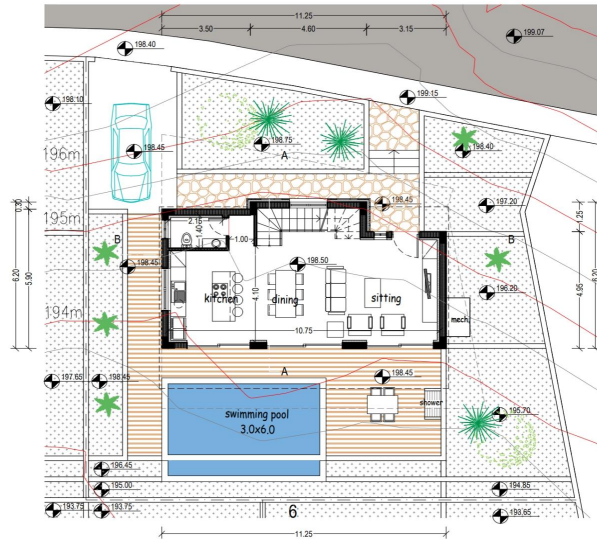 11.25
3.50 4.60 3.15
198.40
199.07
198.10
199.15
198.75
196m
198.45
A
198.40
0.30
195m
198.45
197.20
1.25
2.15
1.40
B
1.00
B
198.45
198.50
6.20
5.90
196.20
4.95
6.20
kitchen
4.10
dining
sitting
194m
10.75
mech.
A
198.45
197.65
198.45
shower
swimming pool
3.0x6.0
195.70
196.45
195.00
194.85
193.75
193.75
6
193.65
11.25